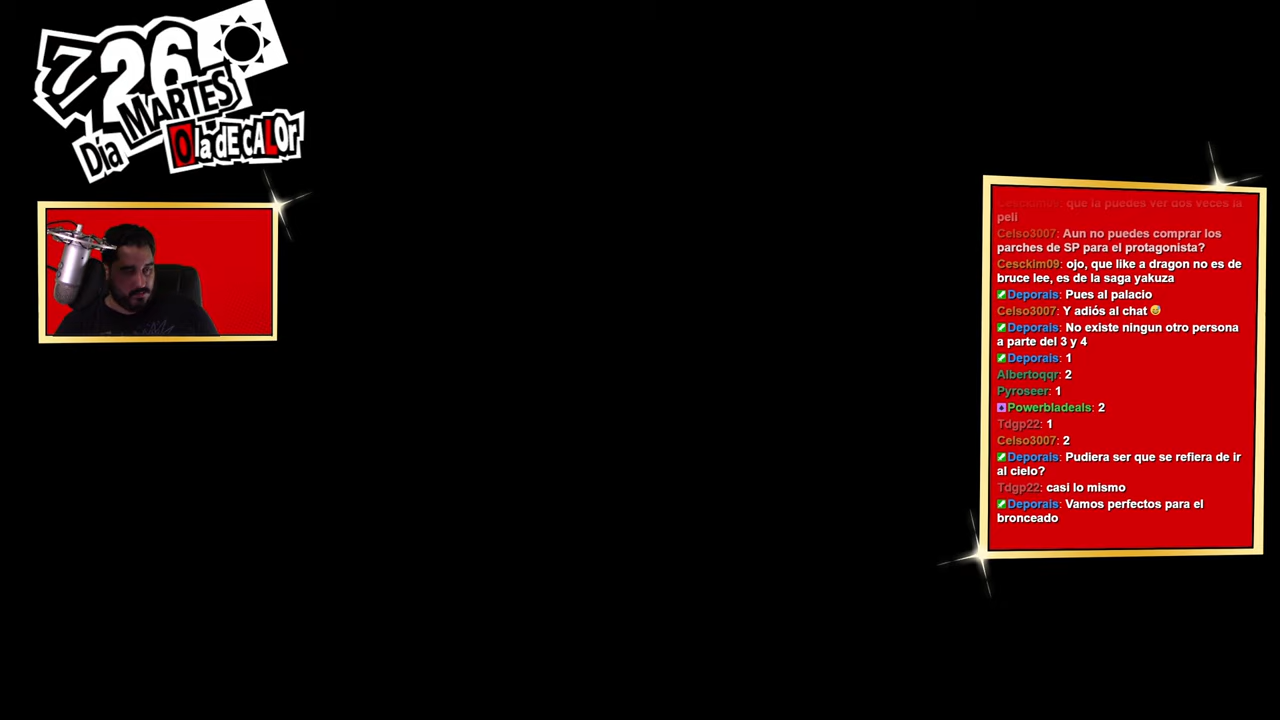 7 26
MARTES
Día
Ola de CALOr
Cesckim09: que la puedes ver dos veces la
peli
Celso3007: Aun no puedes comprar los
parches de SP para el protagonista?
Cesckim09: ojo, que like a dragon no es de
bruce lee, es de la saga yakuza
Deporais: Pues al palacio
Celso3007: Y adiós al chat 😅
Deporais: No existe ningun otro persona
a parte del 3 y 4
Deporais: 1
Albertoqqr: 2
Pyroseer: 1
Powerbladeals: 2
Tdgp22: 1
Celso3007: 2
Deporais: Pudiera ser que se refiera de ir
al cielo?
Tdgp22: casi lo mismo
Deporais: Vamos perfectos para el
bronceado